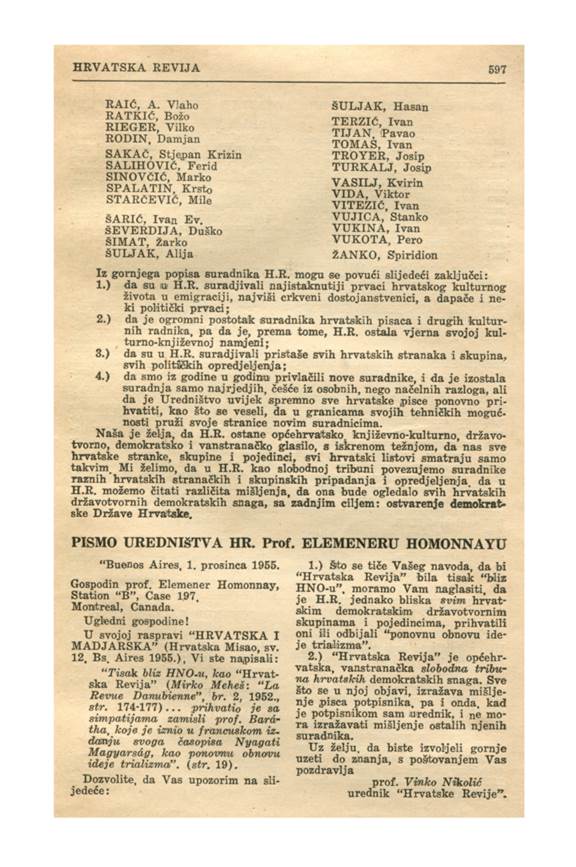 HRVATSKA REVIJA 597
RAIĆ, A. Vlaho
RATKIĆ, Božo
RIEGER, Vilko
RODIN, Damjan
SAKAČ, Stjepan Krizin
SALIHOVIĆ, Ferid
SINOVČIĆ, Marko
SPALATIN, Krsto
STARČEVIĆ, Mile
ŠARIĆ, Ivan Ev.
ŠEVERDIJA, Duško
ŠIMAT, Žarko
ŠULJAK, Alija
ŠULJAK, Hasan
TERZIĆ, Ivan
TIJAN, Pavao
TOMAS, Ivan
TROYER, Josip
TURKALJ, Josip
VASILJ, Kvirin
VIDA, Viktor
VITEZIĆ, Ivan
VUJICA, Stanko
VUKINA, Ivan
VUKOTA, Pero
ŽANKO, Spiridion
Iz gornjega popisa suradnika H.R. mogu se povući slijedeći zaključci:
1.) da su u H.R. suradjivali najistaknutiji prvaci hrvatskog kulturnog
života u emigraciji, najviši crkveni dostojanstvenici, a dapače i ne-
ki politički prvaci;
2.) da je ogromni postotak suradnika hrvatskih pisaca i drugih kultur-
nih radnika, pa da je, prema tome, H.R. ostala vjerna svojoj kul-
turno-književnoj namjeni;
3.) da su u H.R. suradjivali pristaše svih hrvatskih stranaka i skupina,
svih političkih opredjeljenja;
4.) da smo iz godine u godinu privlačili nove suradnike, i da je izostala
suradnja samo najrjedjih, češće iz osobnih, nego načelnih razloga, ali
da je Uredništvo uvijek spremno sve hrvatske pisce ponovno pri-
hvatiti, kao što se veseli, da u granicama svojih tehničkih moguć-
nosti pruži svoje stranice novim suradnicima.
Naša je želja, da H.R. ostane općehrvatsko, književno-kulturno, državo-
tvorno, demokratsko i vanstranačko glasilo, s iskrenom težnjom, da nas sve
hrvatske stranke, skupine i pojedinci, svi hrvatski listovi smatraju samo
takvim. Mi želimo, da u H.R. kao slobodnoj tribuni povezujemo suradnike
raznih hrvatskih stranačkih i skupinskih pripadanja i opredjeljenja, da u
H.R. možemo čitati različita mišljenja, da ona bude ogledalo svih hrvatskih
državotvornih demokratskih snaga, sa zadnjim ciljem: ostvarenje demokrat-
ske Države Hrvatske.
PISMO UREDNIŠTVA HR. Prof. ELEMENERU HOMONNAYU
"Buenos Aires, 1. prosinca 1955.
Gospodin prof. Elemener Homonnay,
Station "B", Case 197,
Montreal, Canada.
Ugledni gospodine!
U svojoj raspravi "HRVATSKA I
MADJARSKA" (Hrvatska Misao, sv.
12, Bs. Aires 1955.), Vi ste napisali:
"Tisak bliz HNO-u, kao "Hrvat-
ska Revija" (Mirko Meheš: "La
Revue Danubienne", br. 2, 1952.,
str. 174-177)... prihvatio je sa
simpatijama zamisli prof. Bará-
tha, koje je iznio u francuskom iz-
danju svoga časopisa Nyagati
Magyarság, kao ponovnu obnovu
ideje trializma". (str. 19).
Dozvolite, da Vas upozorim na sli-
jedeće:
1.) Što se tiče Vašeg navoda, da bi
"Hrvatska Revija" bila tisak "bliz
HNO-u", moramo Vam naglasiti, da
je H.R. jednako bliska svim hrvat-
skim demokratskim državotvornim
skupinama i pojedincima, prihvatili
oni ili odbijali "ponovnu obnovu ide-
je trializma".
2.) "Hrvatska Revija" je općehr-
vatska, vanstranačka slobodna tribu-
na hrvatskih demokratskih snaga. Sve
što se u njoj objavi, izražava mišlje-
nje pisca potpisnika, pa i onda, kad
je potpisnikom sam urednik, i ne mo-
ra izražavati mišljenje ostalih njenih
suradnika.
Uz želju, da biste izvoljeli gornje
uzeti do znanja, s poštovanjem Vas
pozdravlja
prof. Vinko Nikolić
urednik "Hrvatske Revije".